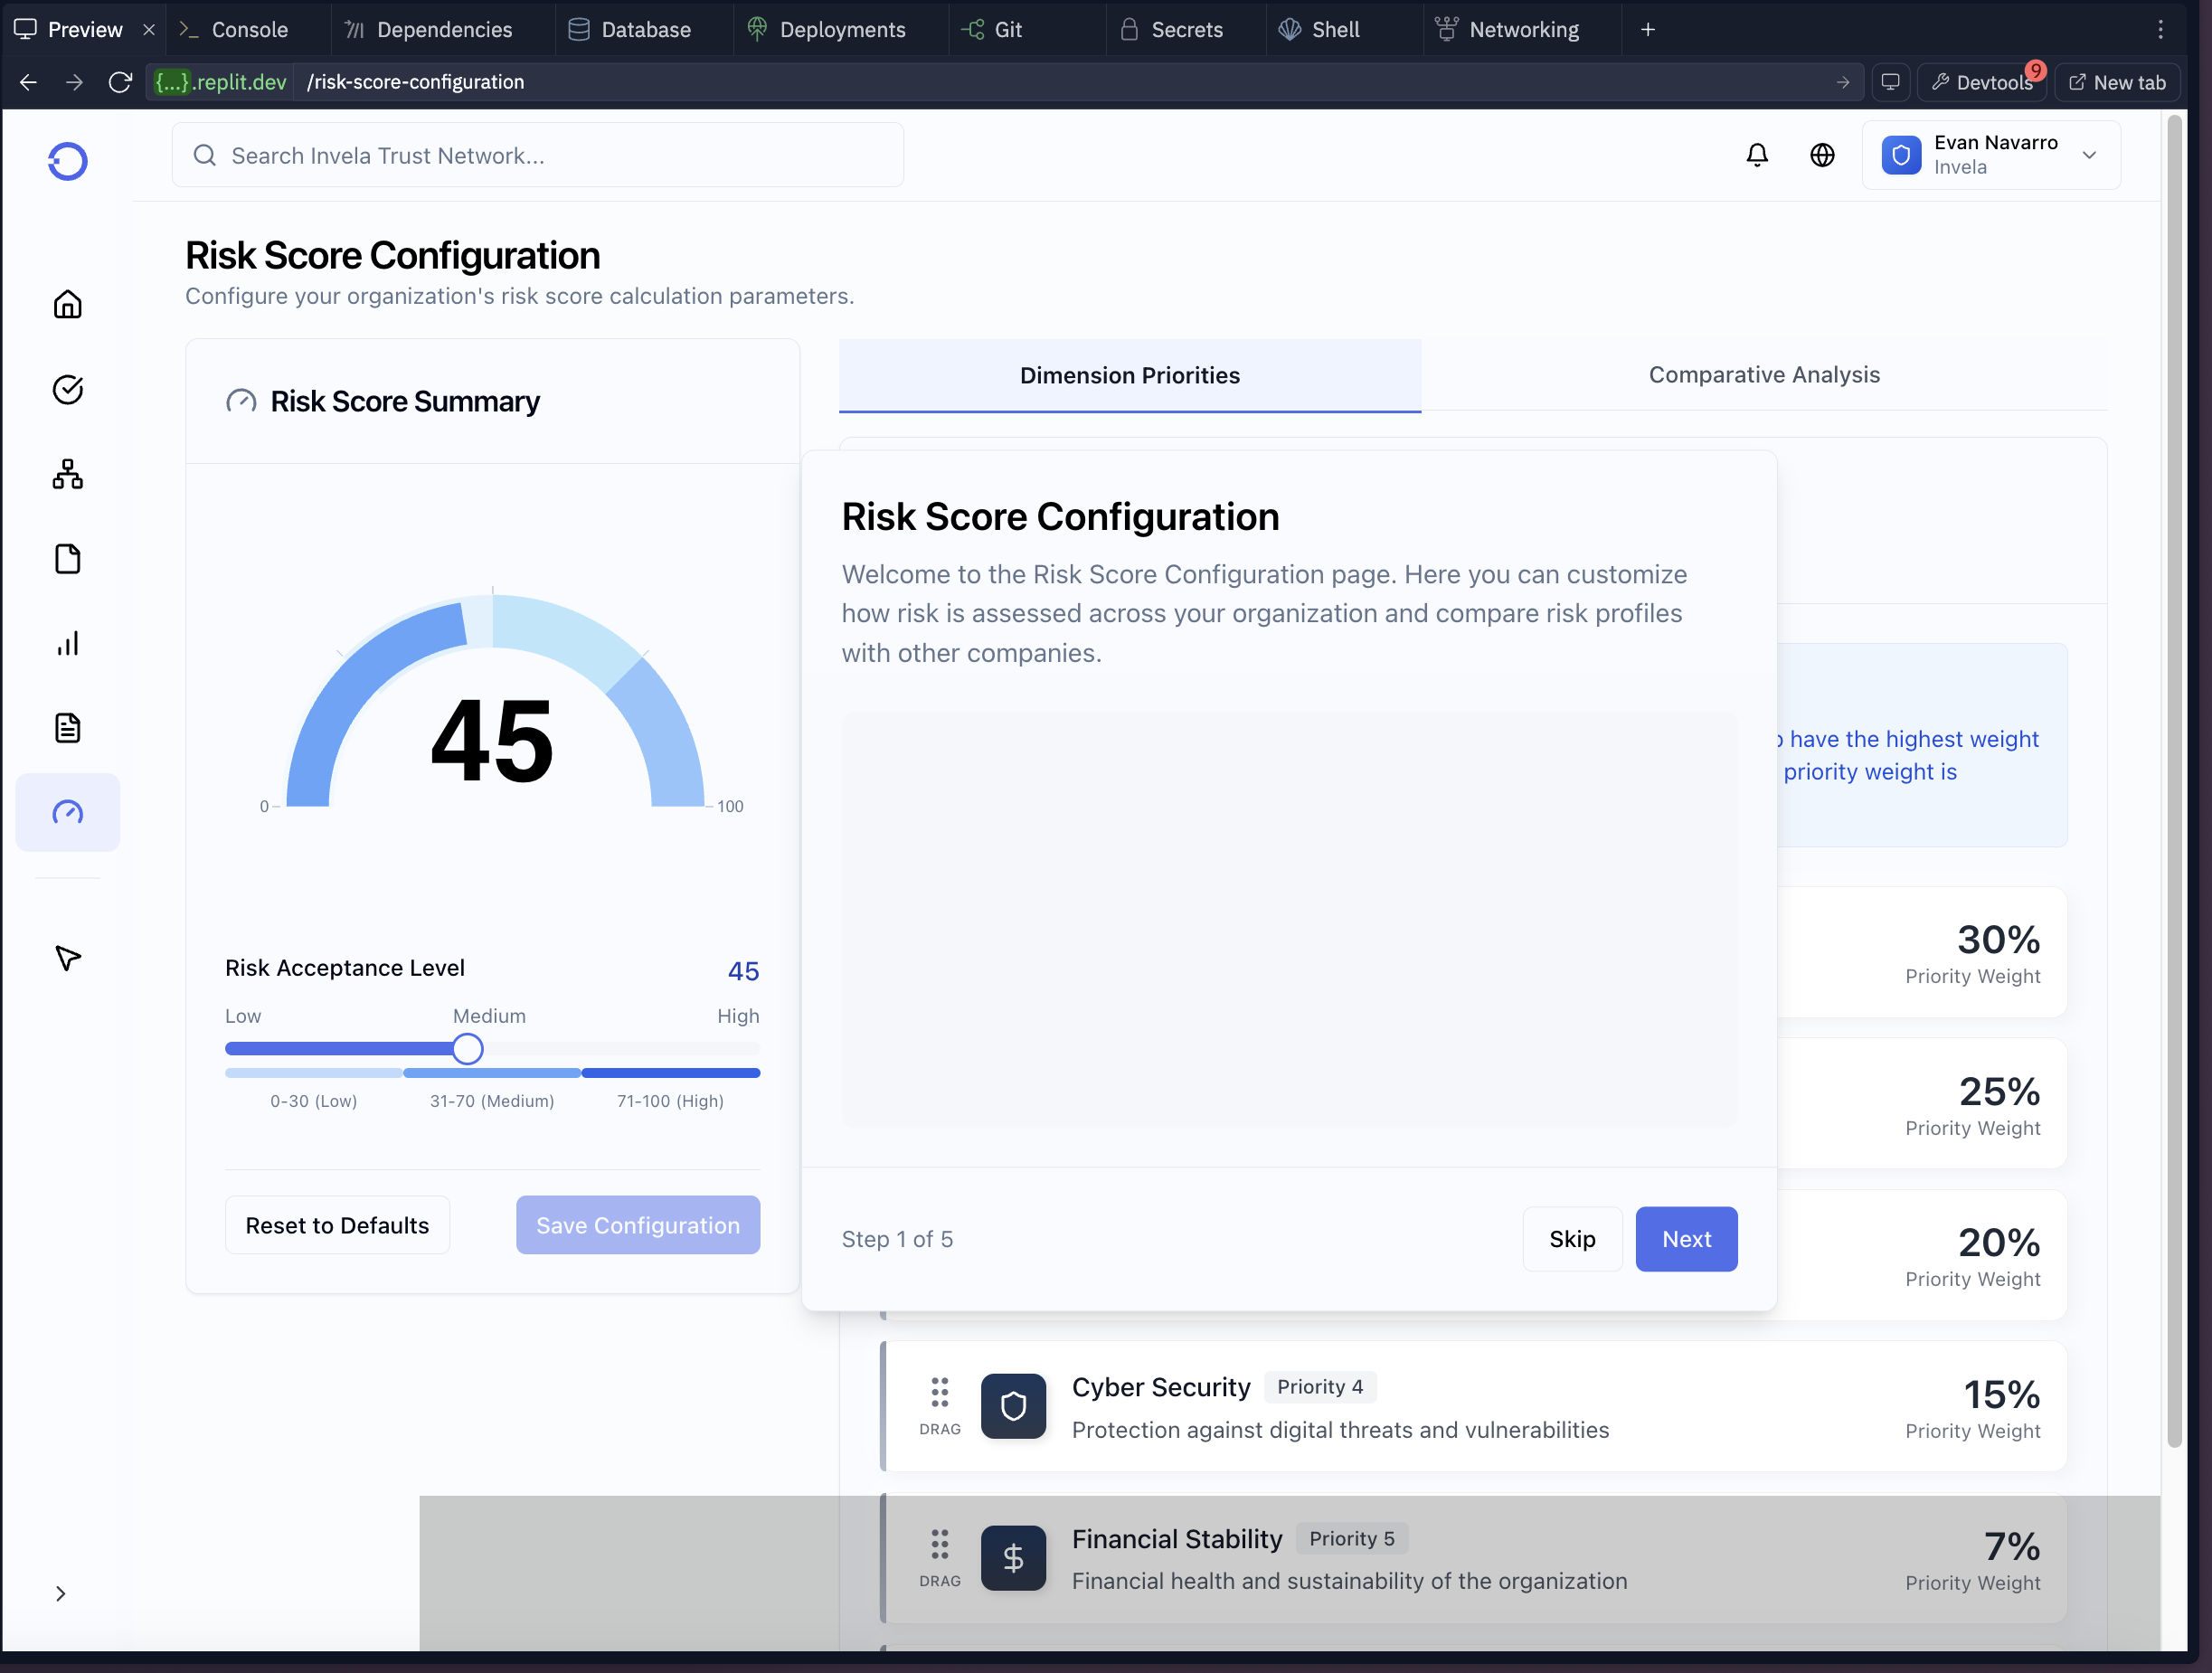 Preview
Console
Dependencies
Database
Deployments
Git
Secrets
Shell
Networking
{...}.replit.dev
/risk-score-configuration
Devtools
9
New tab
Search Invela Trust Network...
Evan Navarro
Invela
Risk Score Configuration
Configure your organization's risk score calculation parameters.
Risk Score Summary
45
0
100
Risk Acceptance Level
45
Low
Medium
High
0-30 (Low)
31-70 (Medium)
71-100 (High)
Reset to Defaults
Save Configuration
Dimension Priorities
Comparative Analysis
Risk Score Configuration
Welcome to the Risk Score Configuration page. Here you can customize
how risk is assessed across your organization and compare risk profiles
with other companies.
Step 1 of 5
Skip
Next
have the highest weight
priority weight is
30%
Priority Weight
25%
Priority Weight
20%
Priority Weight
DRAG
Cyber Security
Priority 4
Protection against digital threats and vulnerabilities
15%
Priority Weight
DRAG
Financial Stability
Priority 5
Financial health and sustainability of the organization
7%
Priority Weight